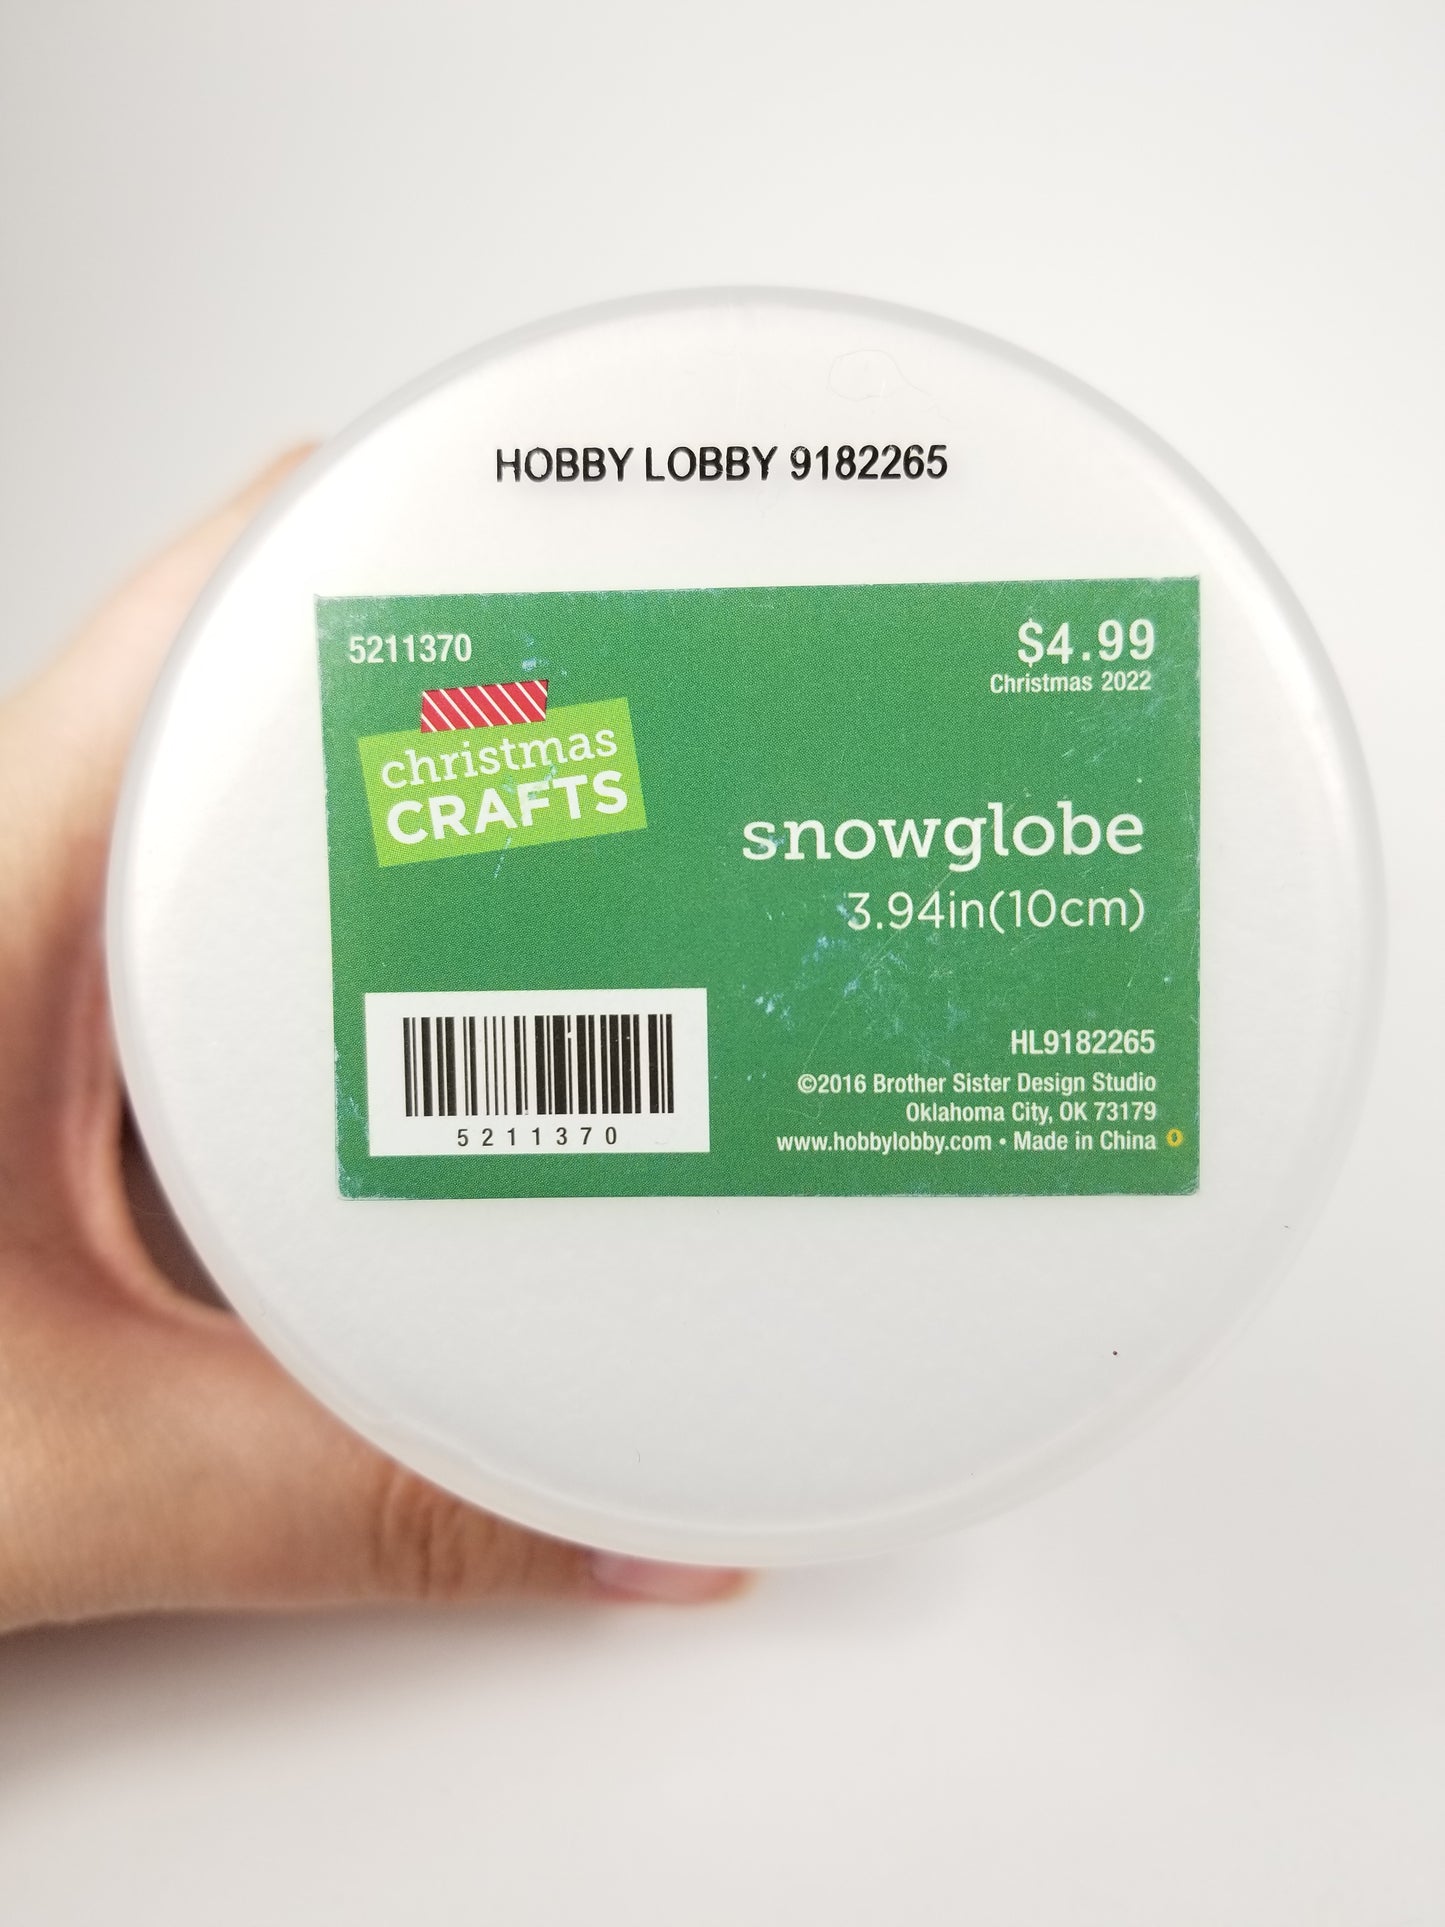 HOBBY LOBBY 9182265
5211370
$4.99
Christmas 2022
christmas
CRAFTS
snowglobe
3.94in(10cm)
5211370
HL9182265
©2016 Brother Sister Design Studio
Oklahoma City, OK 73179
www.hobbylobby.com • Made in China